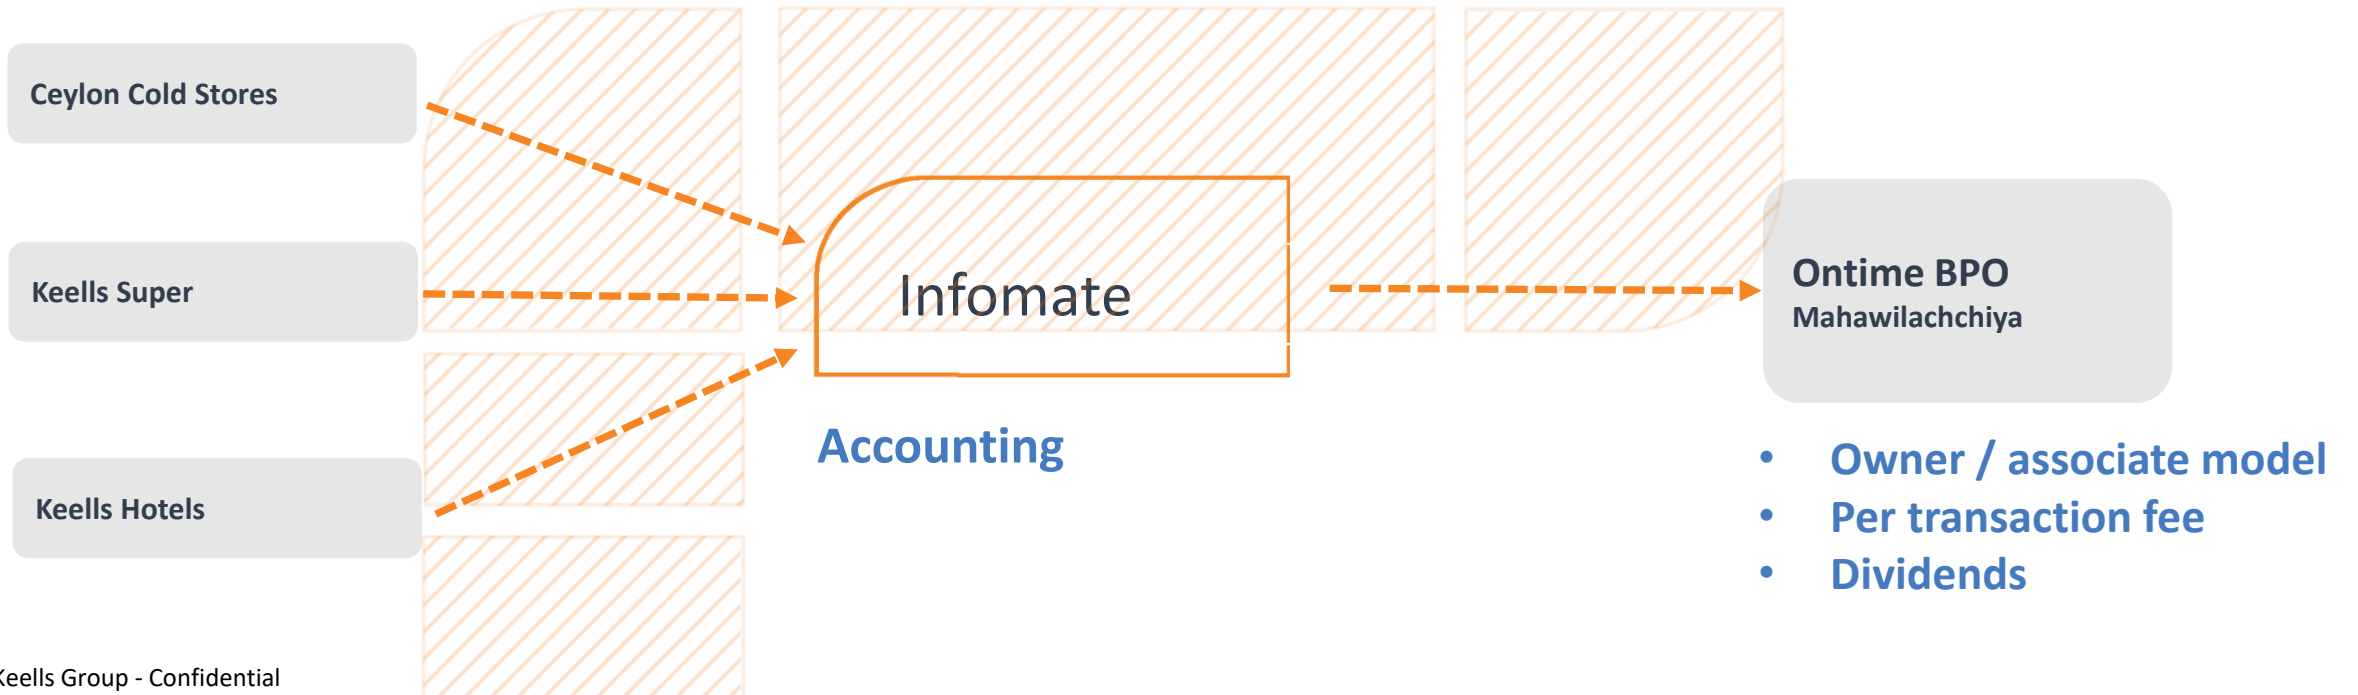 Ceylon Cold Stores
Keells Super
Keells Hotels
Infomate
Accounting
Ontime BPO
Mahawilachchiya
• Owner / associate model
• Per transaction fee
• Dividends
Keells Group - Confidential